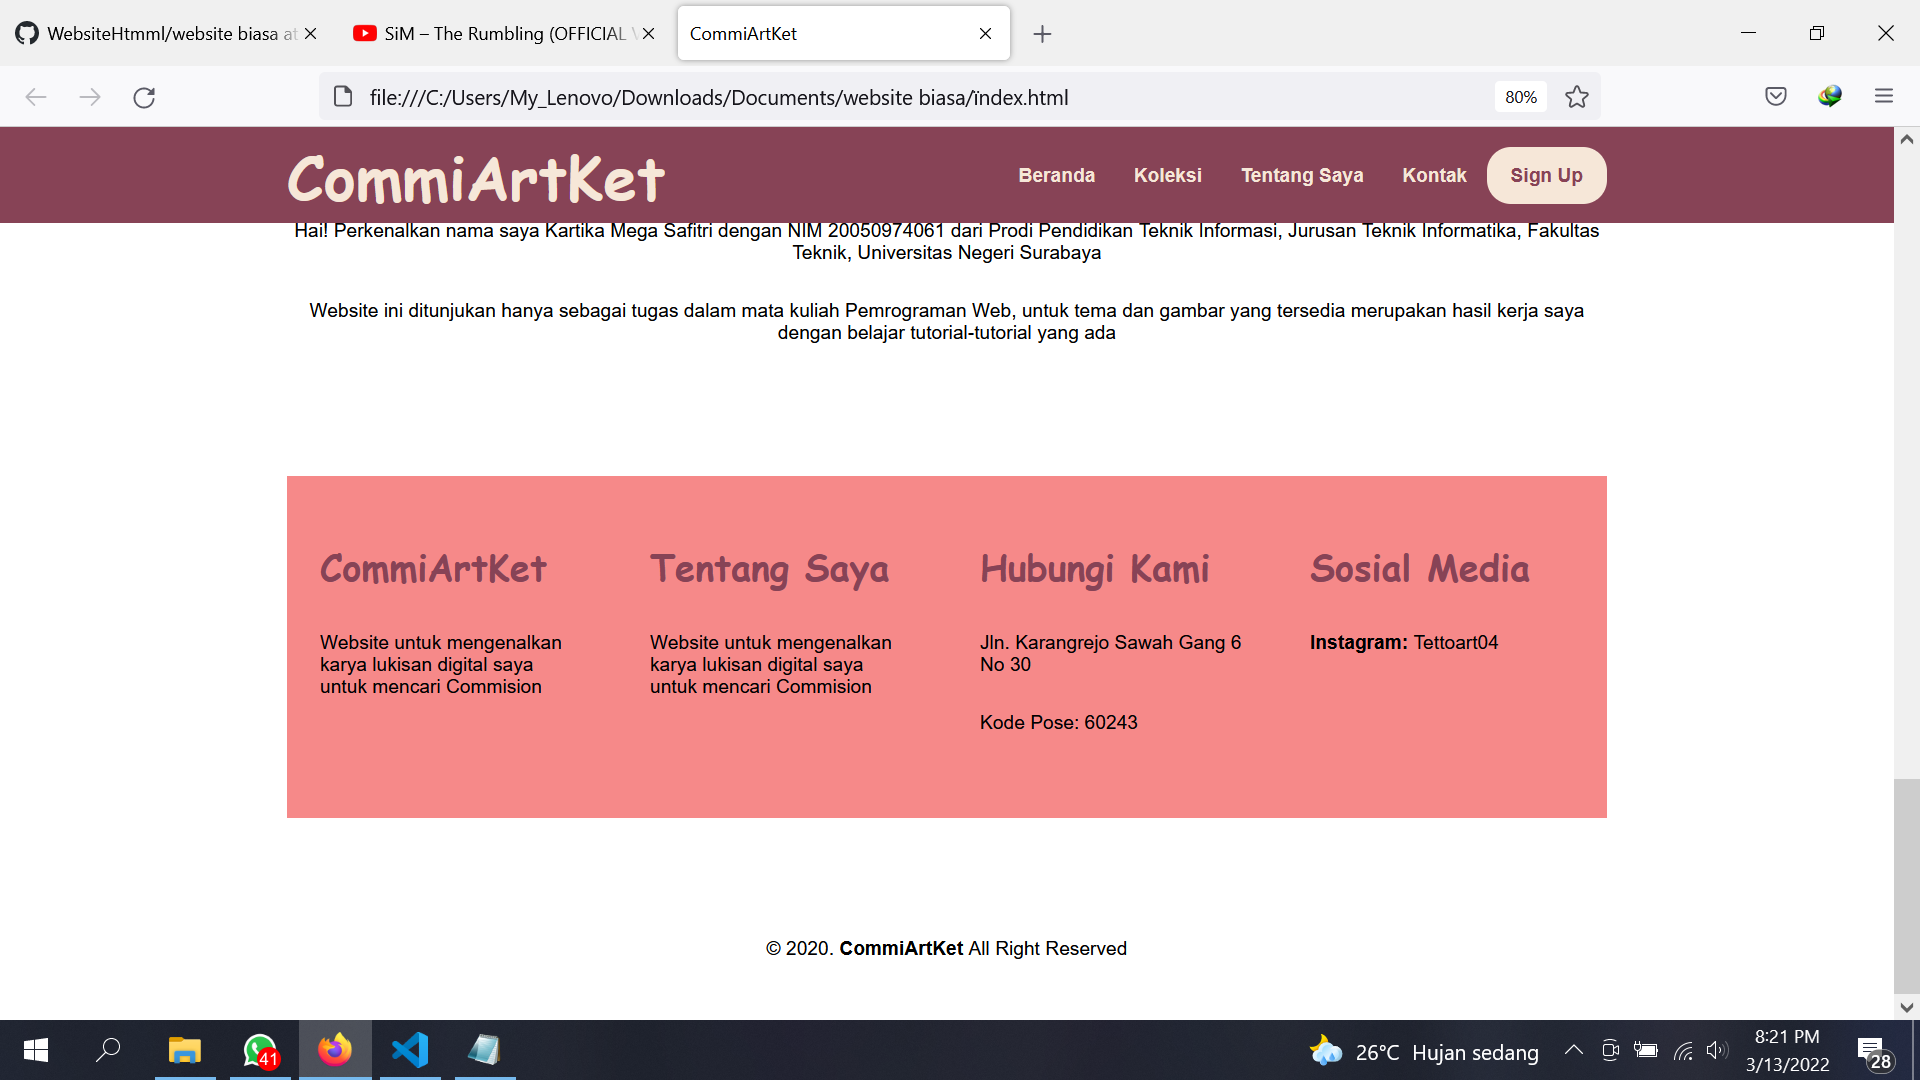 WebsiteHtmml/website biasa at
SiM – The Rumbling (OFFICIAL V
CommiArtKet
file:///C:/Users/My_Lenovo/Downloads/Documents/website biasa/ïndex.html
80%
CommiArtKet
Beranda
Koleksi
Tentang Saya
Kontak
Sign Up
Hai! Perkenalkan nama saya Kartika Mega Safitri dengan NIM 20050974061 dari Prodi Pendidikan Teknik Informasi, Jurusan Teknik Informatika, Fakultas
Teknik, Universitas Negeri Surabaya
Website ini ditunjukan hanya sebagai tugas dalam mata kuliah Pemrograman Web, untuk tema dan gambar yang tersedia merupakan hasil kerja saya
dengan belajar tutorial-tutorial yang ada
CommiArtKet
Website untuk mengenalkan
karya lukisan digital saya
untuk mencari Commision
Tentang Saya
Website untuk mengenalkan
karya lukisan digital saya
untuk mencari Commision
Hubungi Kami
Jln. Karangrejo Sawah Gang 6
No 30
Kode Pose: 60243
Sosial Media
Instagram: Tettoart04
© 2020. CommiArtKet All Right Reserved
41
26°C Hujan sedang
8:21 PM
3/13/2022
28